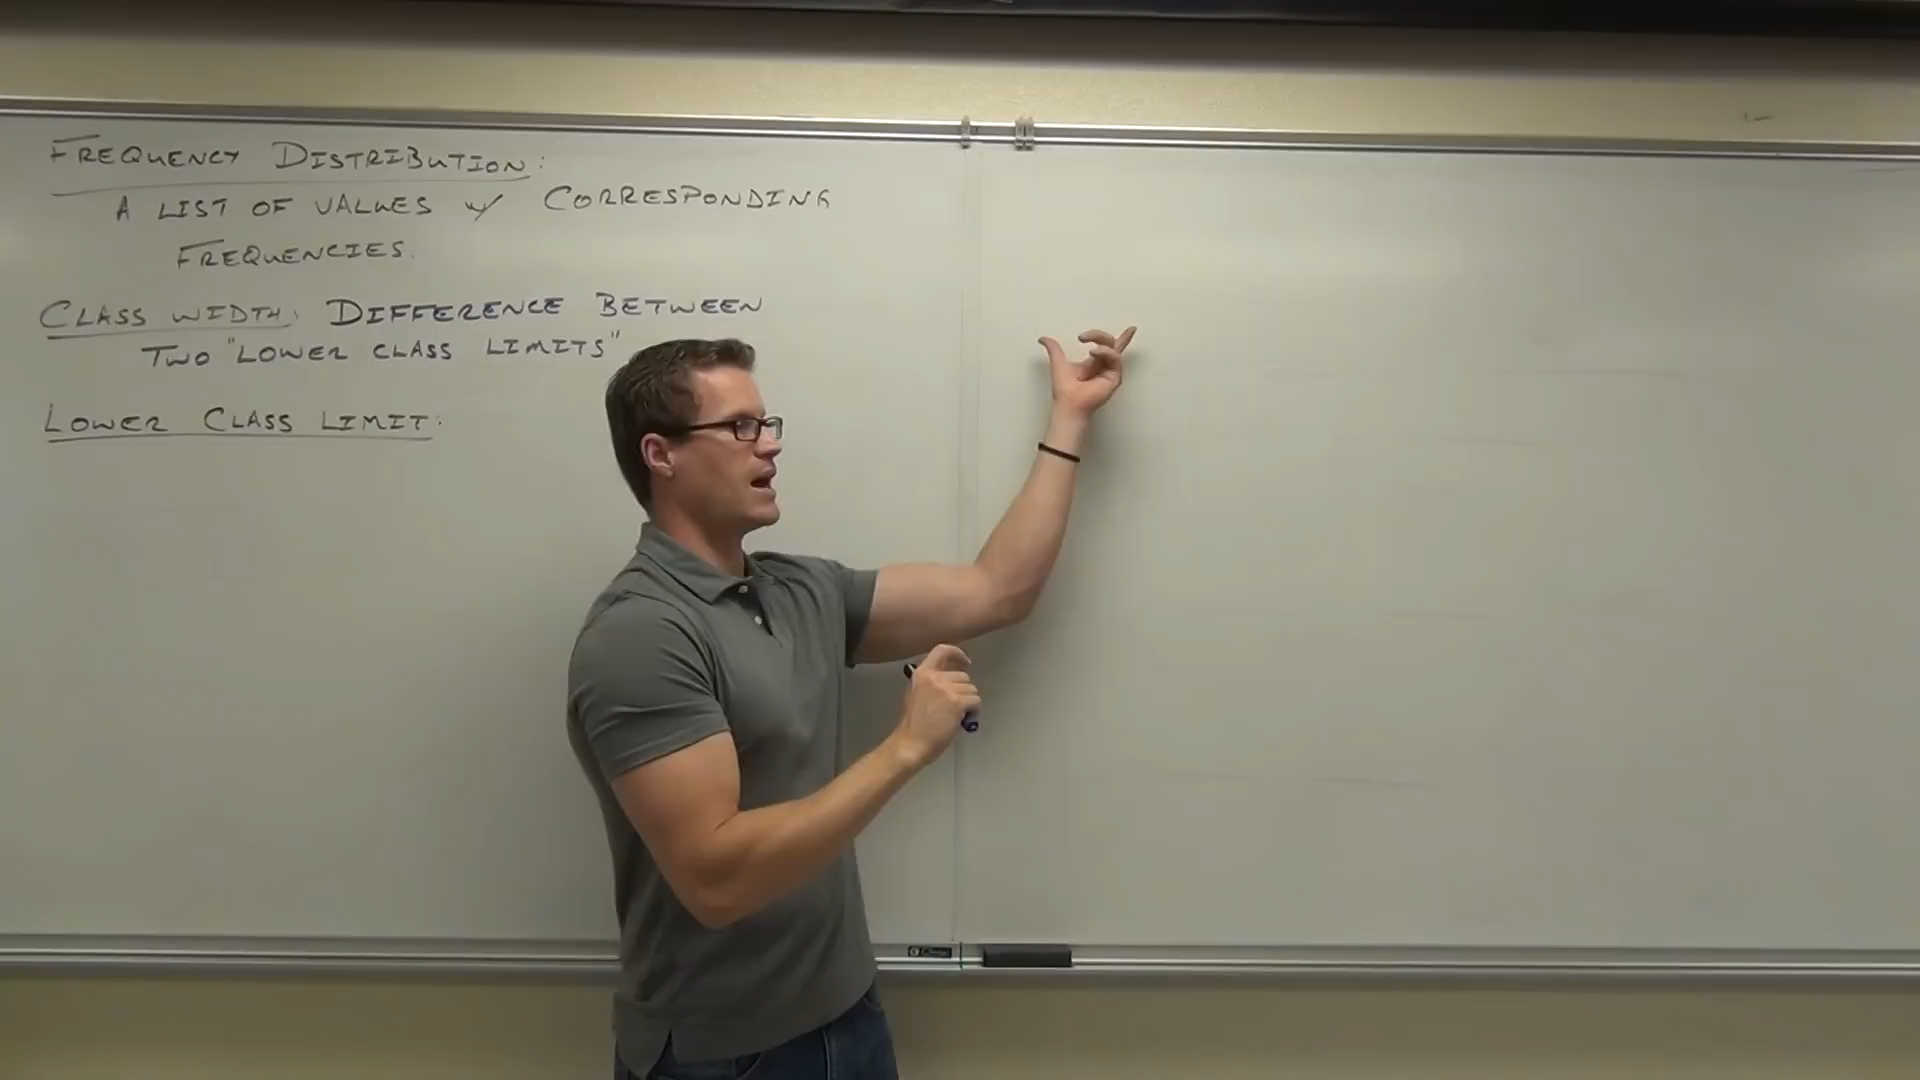 FREQUENCY DISTRIBUTION:
A LIST OF VALUES w/ CORRESPONDING
FREQUENCIES.
CLASS WIDTH: DIFFERENCE BETWEEN
TWO "LOWER CLASS LIMITS"
LOWER CLASS LIMIT: